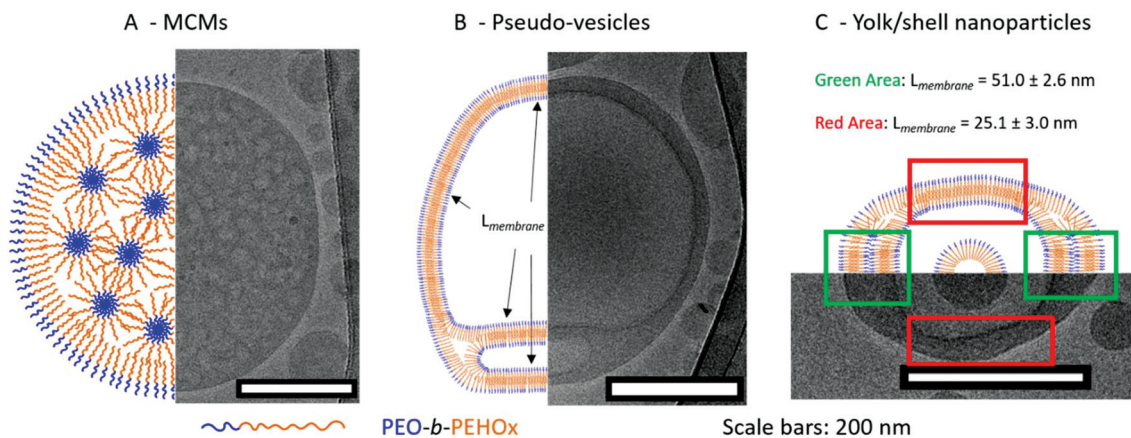 A - MCMs
B - Pseudo-vesicles
C - Yolk/shell nanoparticles
Green Area: Lmembrane = 51.0 ± 2.6 nm
Red Area: Lmembrane = 25.1 ± 3.0 nm
Lmembrane
PEO-b-PEHOx
Scale bars: 200 nm